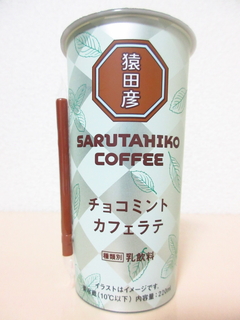 猿田彦
SARUTAHIKO
COFFEE
チョコミント
カフェラテ
種類別 乳飲料
イラストはイメージです。
要冷蔵(10℃以下) 内容量:220ml